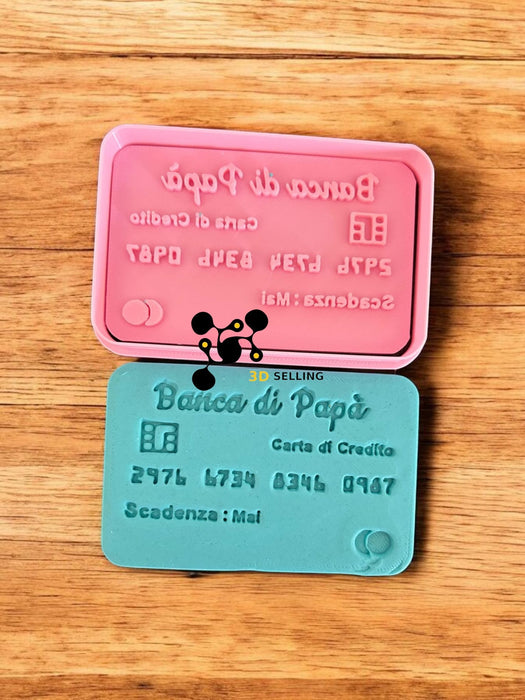 Banca di Papà
Carta di Credito
2976 6734 8346 0987
Scadenza: Mai
3D SELLING
Banca di Papà
Carta di Credito
2976 6734 8346 0987
Scadenza: Mai